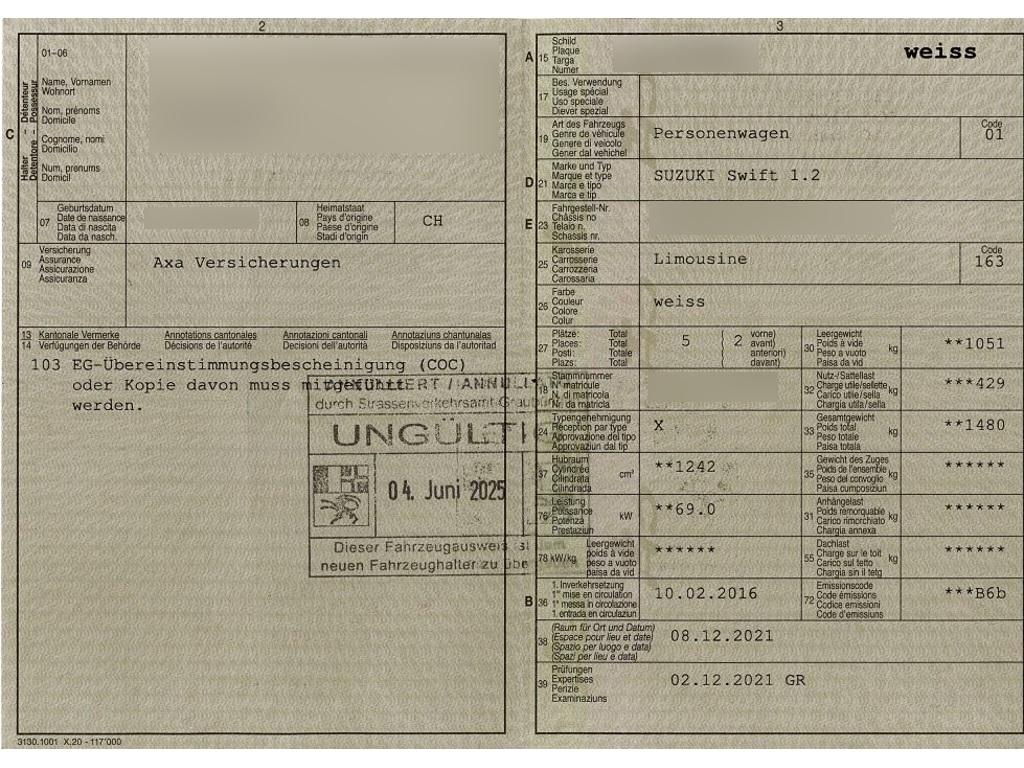 2
01–06
Name, Vornamen
Wohnort
Nom, prénoms
Domicile
Cognome, nomi
Domicilio
Num, prenums
Domicil
C
Halter – Détenteur
Detentore – Possessur
07
Geburtsdatum
Date de naissance
Data di nascita
Data da nasch.
08
Heimatstaat
Pays d'origine
Paese d'origine
Stadi d'origin
CH
09
Versicherung
Assurance
Assicurazione
Assicuranza
Axa Versicherungen
13 Kantonale Vermerke Annotations cantonales Annotazioni cantonali Annotaziuns chantunalas
14 Verfügungen der Behörde Décisions de l'autorité Decisioni dell'autorità Disposiziuns da l'autoritad
103 EG-Übereinstimmungsbescheinigung (COC)
oder Kopie davon muss mitgeführt
werden.
durch Strassenverkehrsamt
UNGÜLTIG
04. Juni 2025
Dieser Fahrzeugausweis ist
neuen Fahrzeughalter zu
3130.1001 X.20 - 117'000
3
A
15
Schild
Plaque
Targa
Numer
weiss
17
Bes. Verwendung
Usage spécial
Uso speciale
Diever spezial
19
Art des Fahrzeugs
Genre de véhicule
Genere di veicolo
Gener dal vehichel
Personenwagen
Code
01
D
21
Marke und Typ
Marque et type
Marca e tipo
Marca e tip
SUZUKI Swift 1.2
E
23
Fahrgestell-Nr.
Châssis no
Telaio n.
Schassis nr.
25
Karosserie
Carrosserie
Carrozzeria
Carossaria
Limousine
Code
163
26
Farbe
Couleur
Colore
Colur
weiss
27
Plätze: Total
Places: Total
Posti: Totale
Plazs: Total
5
2
vorne)
avant)
anteriori)
davant)
30
Leergewicht
Poids à vide
Peso a vuoto
Paisa da vid
kg
**1051
18
Stammnummer
N° matricule
N. di matricola
Nr. da matricla
32
Nutz-/Sattellast
Charge utile/sellette
Carico utile/sella
Chargia utila/sella
kg
***429
24
Typengenehmigung
Réception par type
Approvazione del tipo
Approvaziun dal tip
X
33
Gesamtgewicht
Poids total
Peso totale
Paisa totala
kg
**1480
37
Hubraum
Cylindrée
Cilindrata
Cilindrada
cm³
**1242
35
Gewicht des Zuges
Poids de l'ensemble
Peso del convoglio
Paisa cumposiziun
kg
******
76
Leistung
Puissance
Potenza
Prestaziun
kW
**69.0
31
Anhängelast
Poids remorquable
Carico rimorchiato
Chargia annexa
kg
******
78 kW/kg
Leergewicht
poids à vide
peso a vuoto
paisa da vid
******
55
Dachlast
Charge sur le toit
Carico sul tetto
Chargia sin il tetg
kg
******
B
36
1. Inverkehrsetzung
1re mise en circulation
1a messa in circolazione
1. entrada en circulaziun
10.02.2016
72
Emissionscode
Code émissions
Codice emissioni
Code d'emissiuns
***B6b
38
(Raum für Ort und Datum)
(Espace pour lieu et date)
(Spazio per luogo e data)
(Spazi per lieu e data)
08.12.2021
39
Prüfungen
Expertises
Perizie
Examinaziuns
02.12.2021 GR